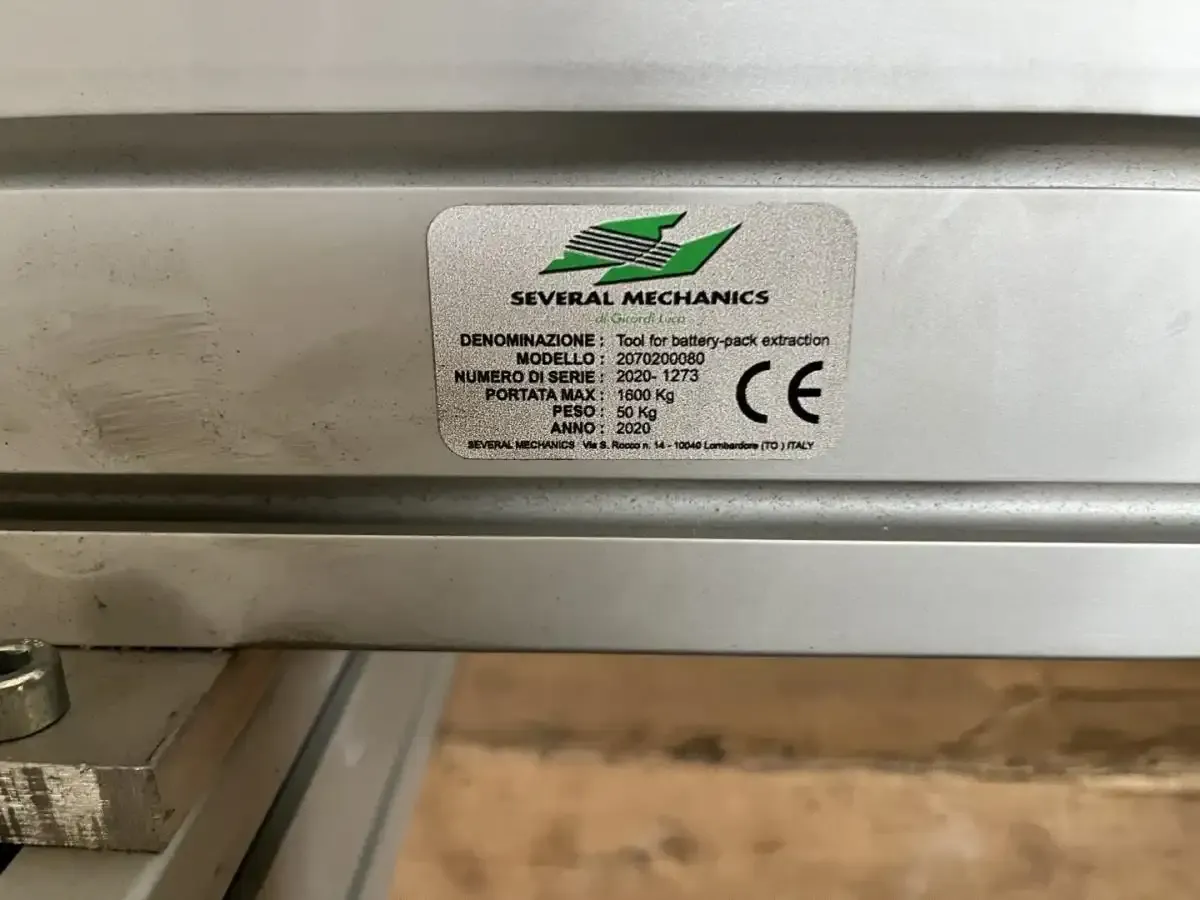 SEVERAL MECHANICS
di Gicordi Luca
DENOMINAZIONE : Tool for battery-pack extraction
MODELLO : 2070200080
NUMERO DI SERIE : 2020- 1273
PORTATA MAX : 1600 Kg
PESO : 50 Kg
ANNO : 2020
CE
SEVERAL MECHANICS Via S. Rocco n. 14 - 10040 Lombardore (TO ) ITALY